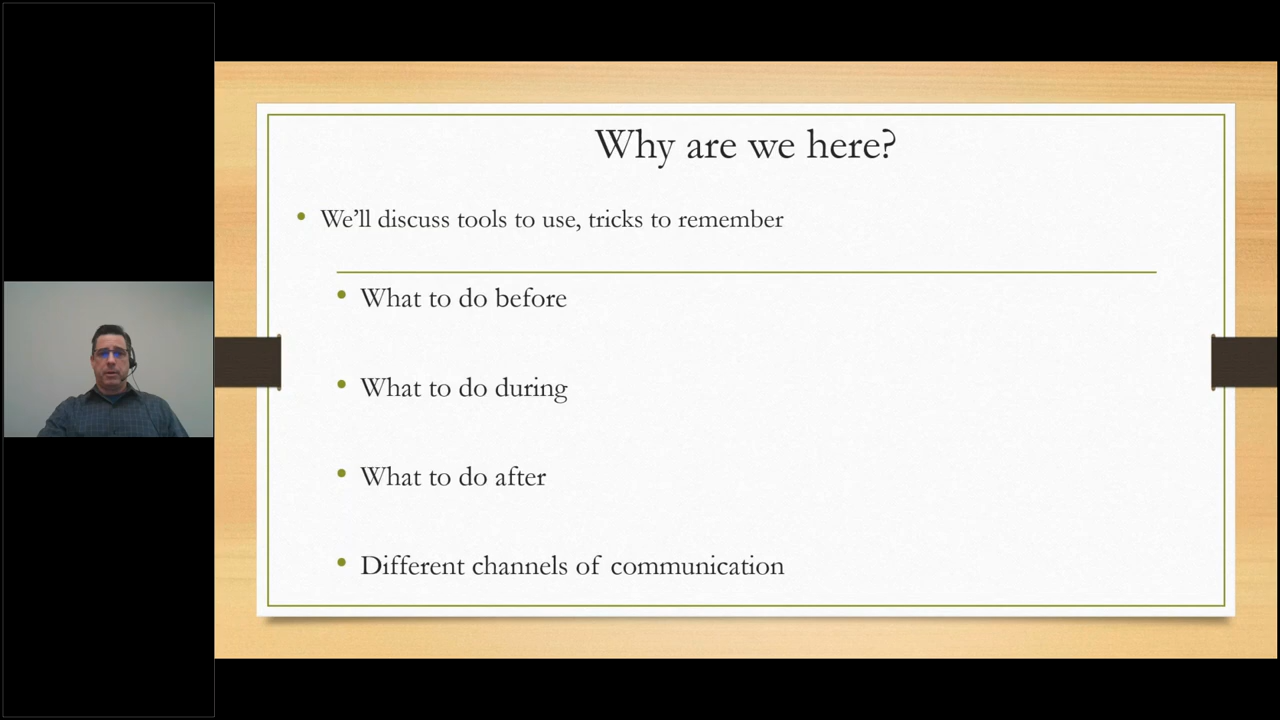 Why are we here?
We’ll discuss tools to use, tricks to remember
What to do before
What to do during
What to do after
Different channels of communication